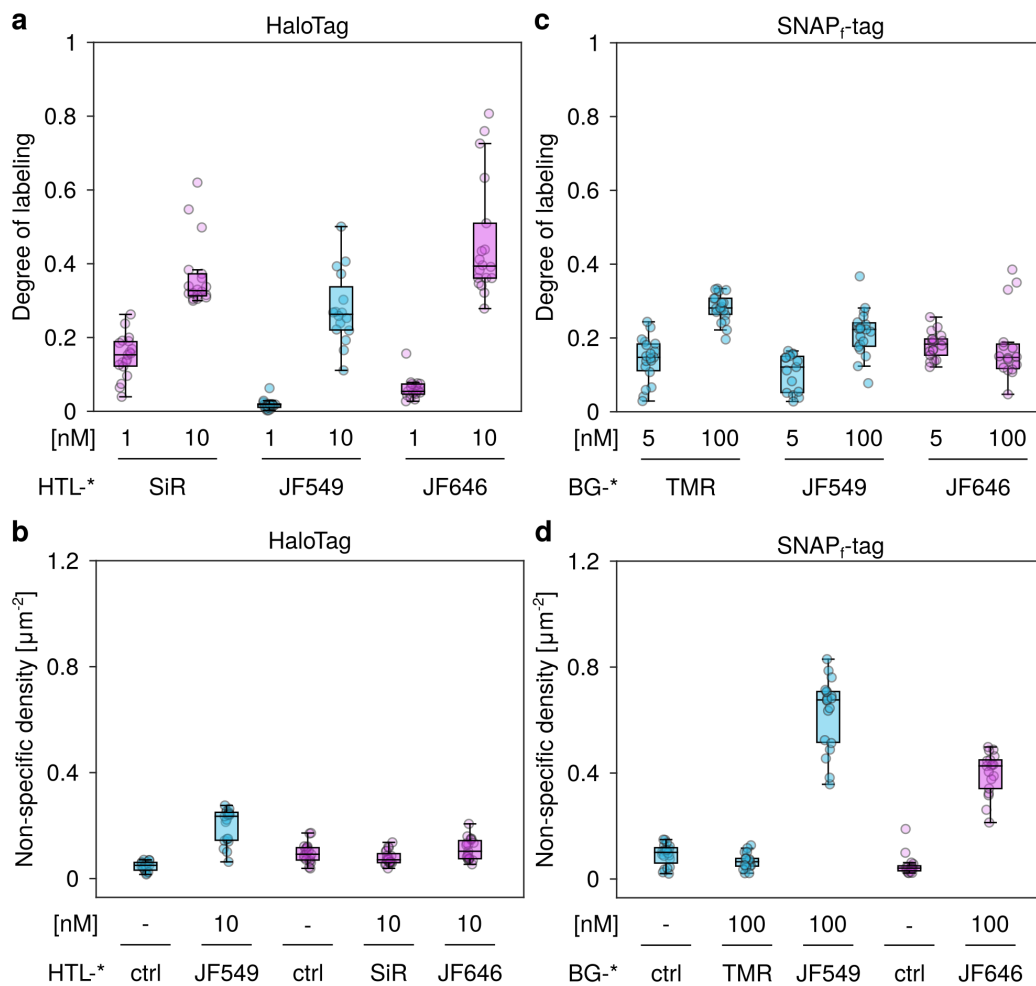 a
HaloTag
Degree of labeling
1
0.8
0.6
0.4
0.2
0
[nM] 1 10 1 10 1 10
HTL-* SiR JF549 JF646
c
SNAPf-tag
Degree of labeling
1
0.8
0.6
0.4
0.2
0
[nM] 5 100 5 100 5 100
BG-* TMR JF549 JF646
b
HaloTag
Non-specific density [µm-2]
1.2
0.8
0.4
0
[nM] - 10 - 10 10
HTL-* ctrl JF549 ctrl SiR JF646
d
SNAPf-tag
Non-specific density [µm-2]
1.2
0.8
0.4
0
[nM] - 100 100 - 100
BG-* ctrl TMR JF549 ctrl JF646